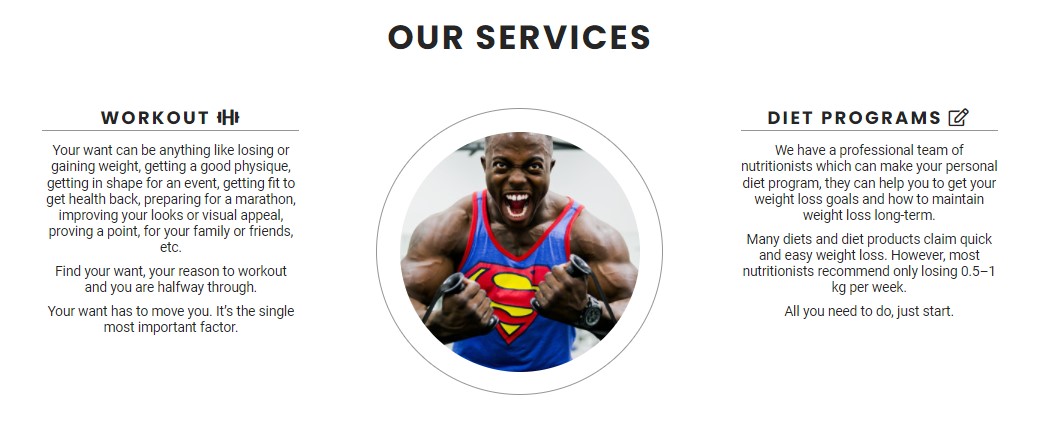 OUR SERVICES
WORKOUT
Your want can be anything like losing or
gaining weight, getting a good physique,
getting in shape for an event, getting fit to
get health back, preparing for a marathon,
improving your looks or visual appeal,
proving a point, for your family or friends,
etc.
Find your want, your reason to workout
and you are halfway through.
Your want has to move you. It's the single
most important factor.
S
DIET PROGRAMS
We have a professional team of
nutritionists which can make your personal
diet program, they can help you to get your
weight loss goals and how to maintain
weight loss long-term.
Many diets and diet products claim quick
and easy weight loss. However, most
nutritionists recommend only losing 0.5–1
kg per week.
All you need to do, just start.